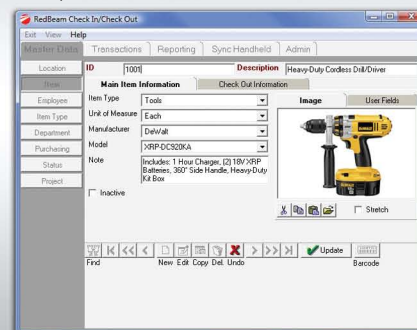 RedBeam Check In/Check Out
Exit View Help
Master Data Transactions Reporting Sync Handheld Admin
Location
ID 1001 Description Heavy-Duty Cordless Drill/Driver
Item
Main Item Information Check Out Information
Employee
Item Type Tools
Image User Fields
Item Type
Unit of Measure Each
Department
Manufacturer DeWalt
Purchasing
Model XRP-DC920KA
Status
Note Includes: 1 Hour Charger, (2) 18V XRP
Batteries, 360° Side Handle, Heavy-Duty
Kit Box
Project
Inactive
Stretch
Update
Find New Edit Copy Del. Undo Barcode